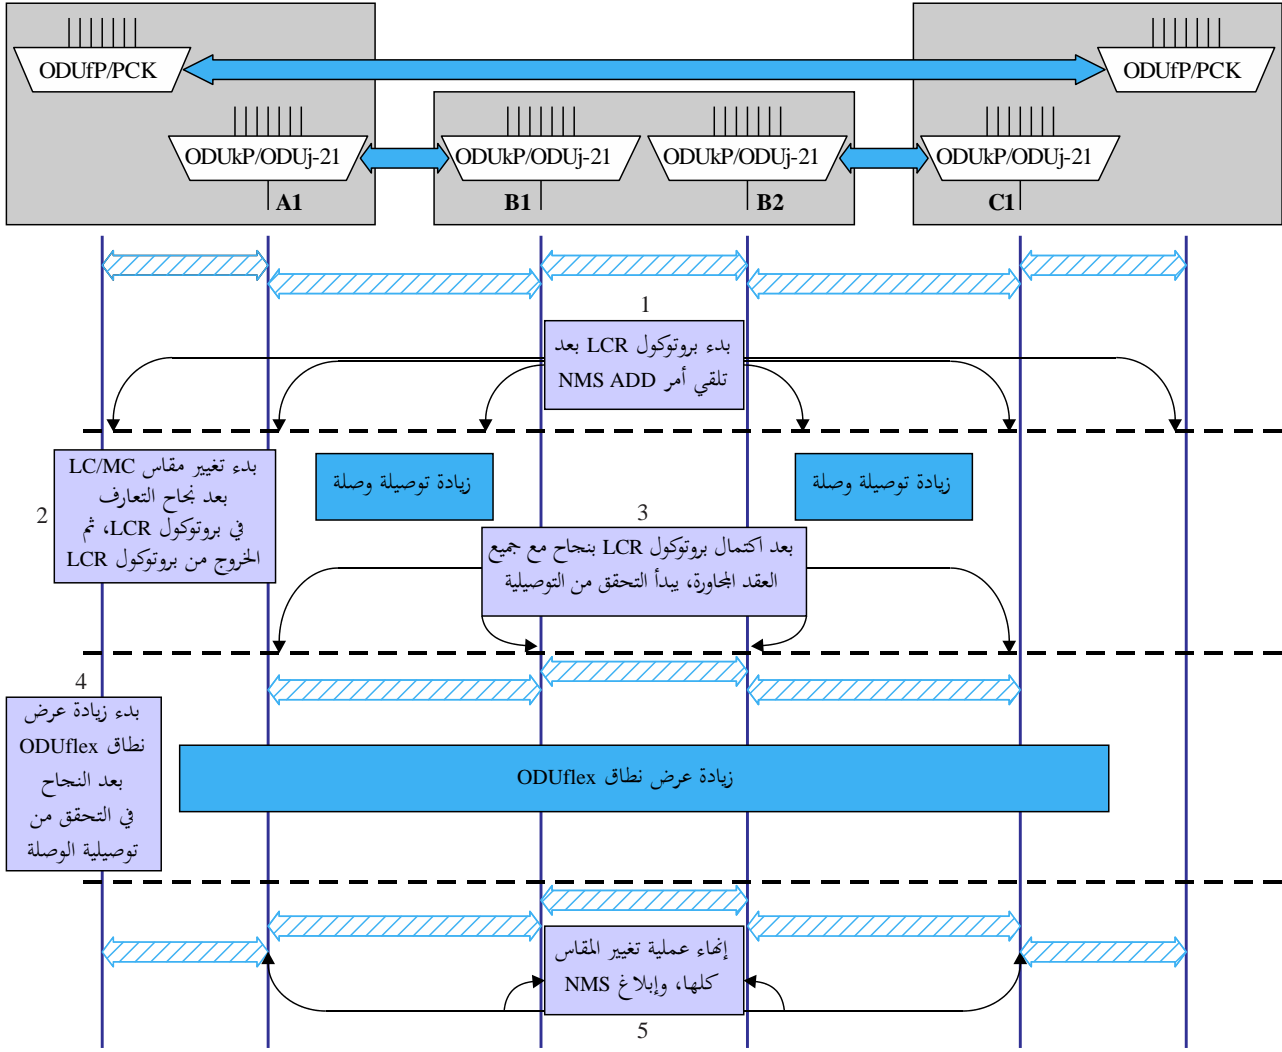 ODUfP/PCK
ODUfP/PCK
ODUkP/ODUj-21
ODUkP/ODUj-21
ODUkP/ODUj-21
ODUkP/ODUj-21
A1
B1
B2
C1
1
بدء بروتوكول LCR بعد
تلقي أمر NMS ADD
2
بدء تغيير مقاس LC/MC
بعد نجاح التعارف
في بروتوكول LCR، ثم
الخروج من بروتوكول LCR
زيادة توصيلة وصلة
زيادة توصيلة وصلة
3
بعد اكتمال بروتوكول LCR بنجاح مع جميع
العقد المجاورة، يبدأ التحقق من التوصيلية
4
بدء زيادة عرض
نطاق ODUflex
بعد النجاح
في التحقق من
توصيلية الوصلة
زيادة عرض نطاق ODUflex
إنهاء عملية تغيير المقاس
كلها، وإبلاغ NMS
5